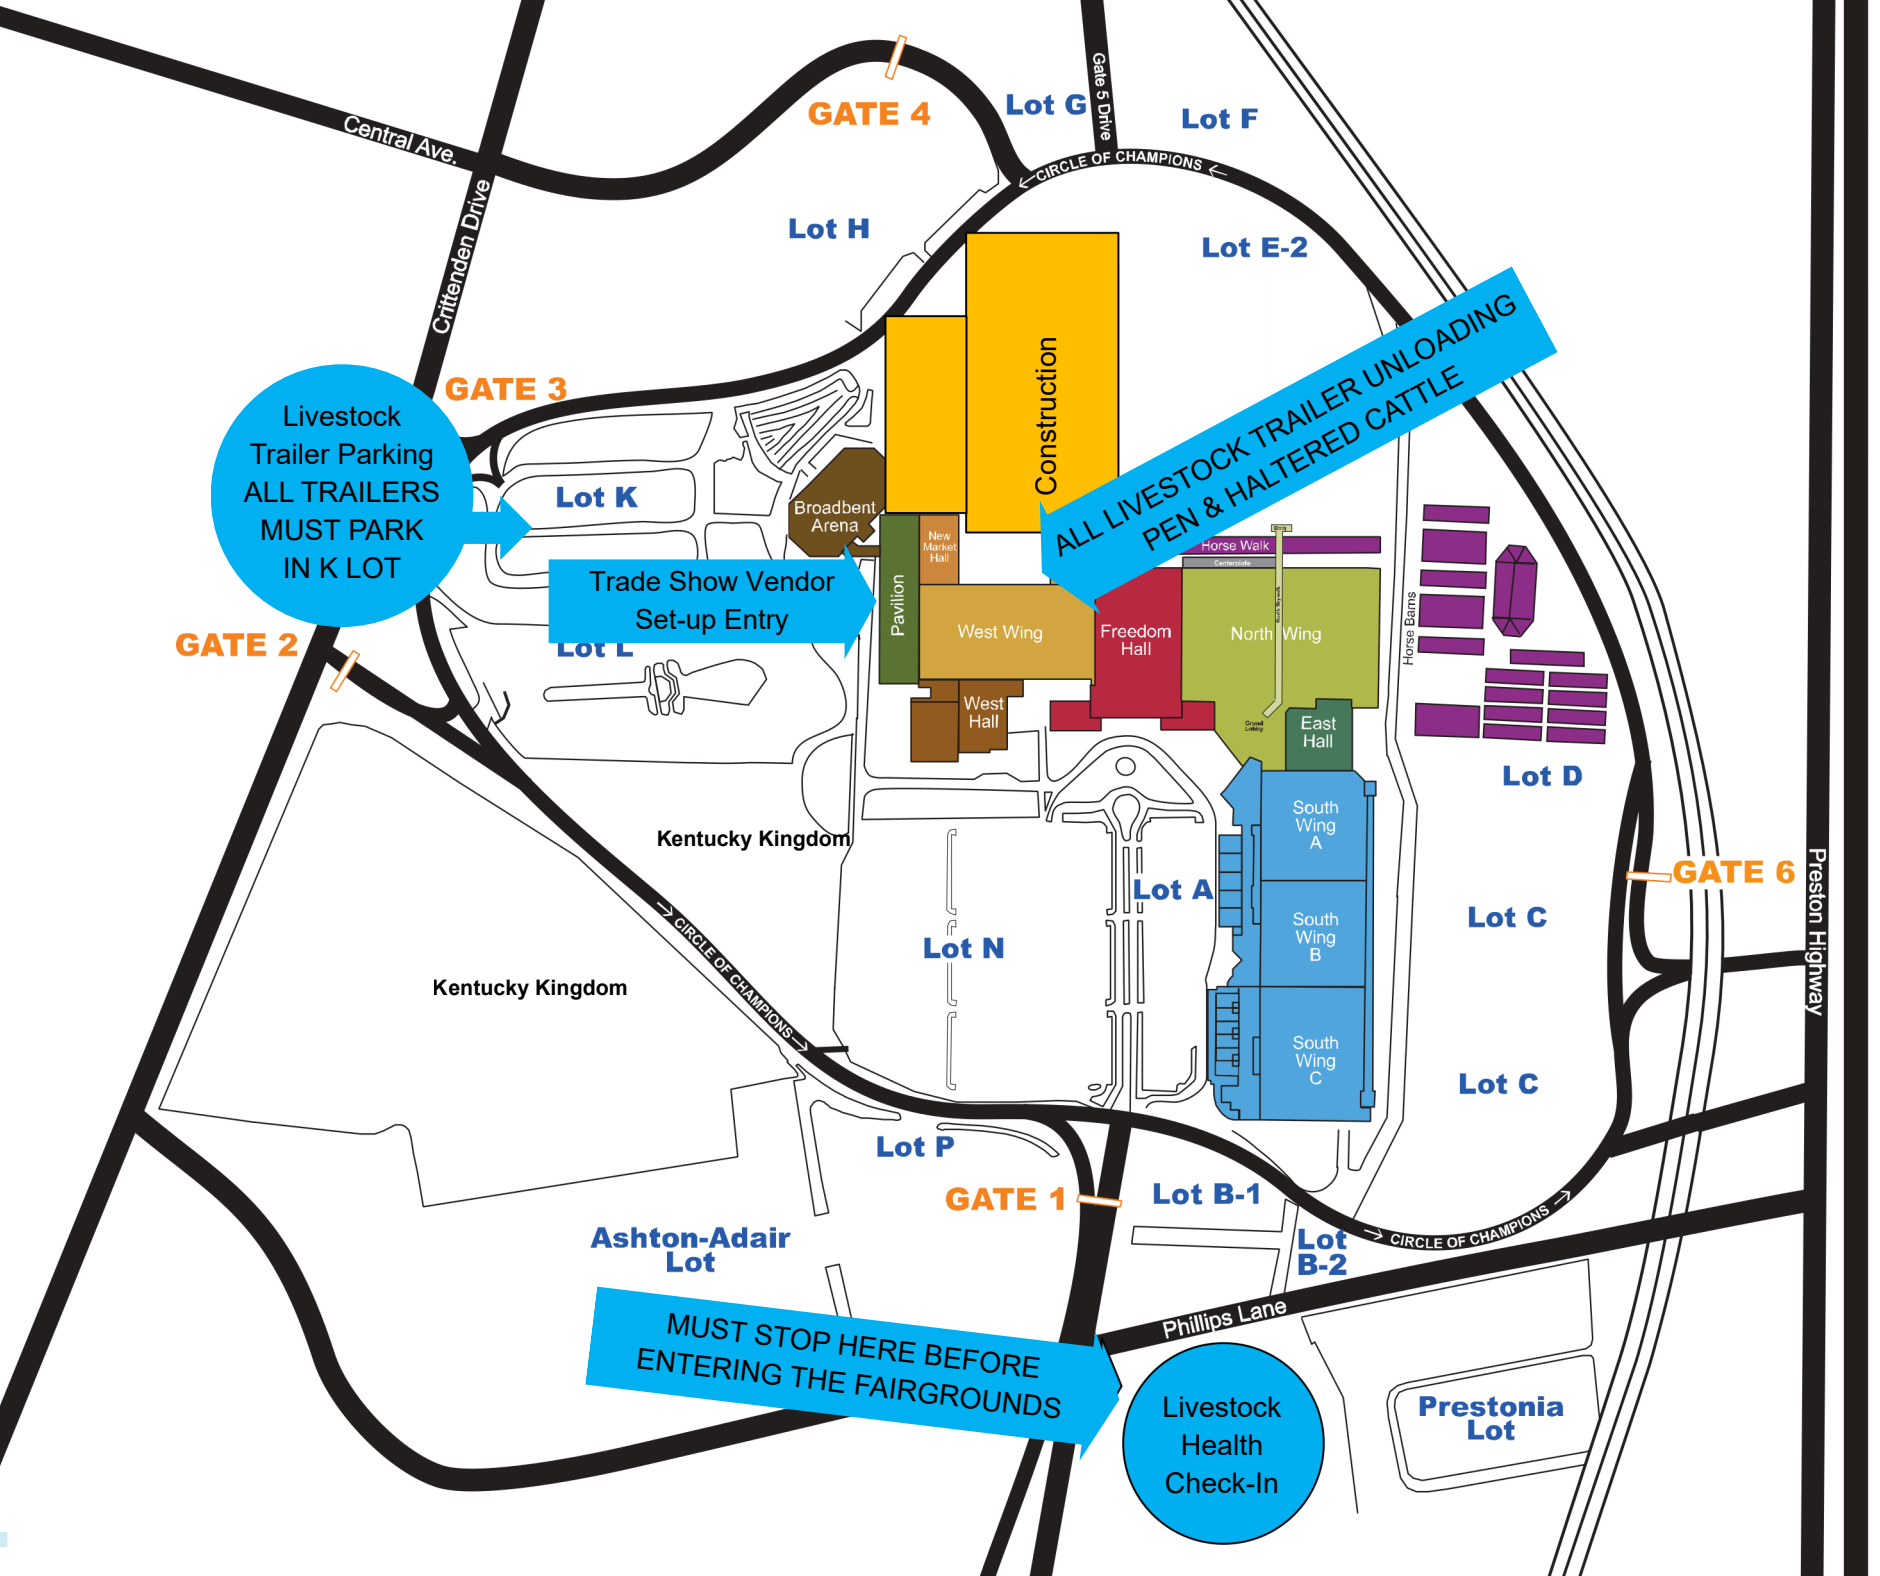 Gate 5 Drive
Lot G
Lot F
GATE 4
Central Ave.
←CIRCLE OF CHAMPIONS←
Crittenden Drive
Lot H
Lot E-2
GATE 3
Livestock
Trailer Parking
ALL TRAILERS
MUST PARK
IN K LOT
Construction
ALL LIVESTOCK TRAILER UNLOADING
PEN & HALTERED CATTLE
Lot K
Broadbent
Arena
New
Market
Hall
Horse Walk
Centerplate
Trade Show Vendor
Set-up Entry
Pavilion
West Wing
Freedom
Hall
North Wing
Horse Barns
GATE 2
Lot L
West
Hall
Grand
Lobby
East
Hall
Lot D
South
Wing
A
Kentucky Kingdom
Preston Highway
GATE 6
Lot A
Lot C
→CIRCLE OF CHAMPIONS→
Lot N
South
Wing
B
Kentucky Kingdom
South
Wing
C
Lot C
Lot P
GATE 1
Lot B-1
→ CIRCLE OF CHAMPIONS →
Ashton-Adair
Lot
Lot
B-2
Phillips Lane
MUST STOP HERE BEFORE
ENTERING THE FAIRGROUNDS
Livestock
Health
Check-In
Prestonia
Lot